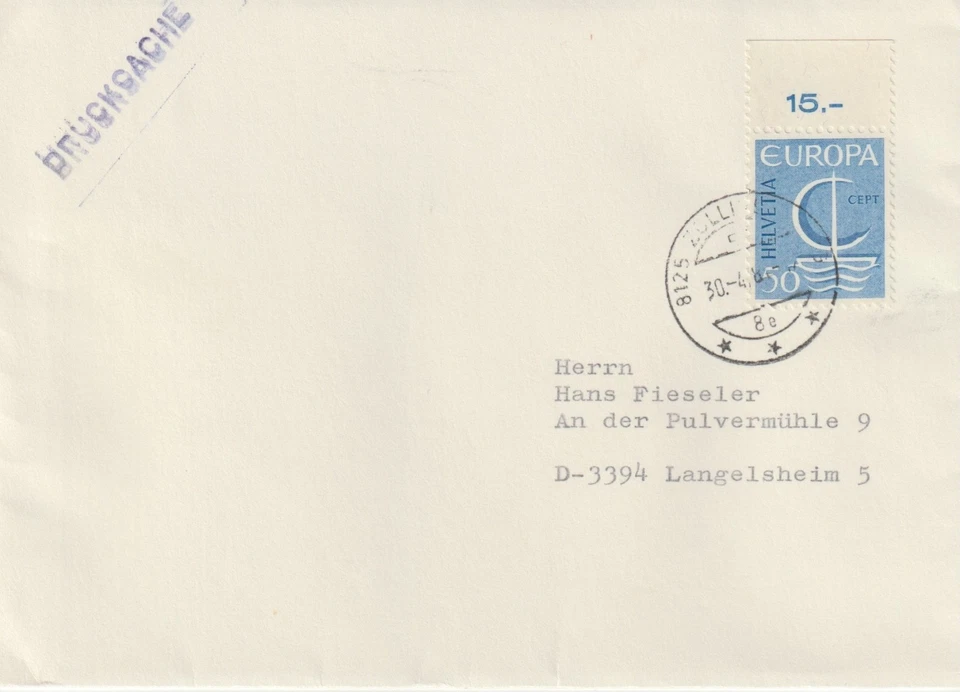 DRUCKSACHE
15.–
EUROPA
HELVETIA
CEPT
50
8125
30.-4
8e
Herrn
Hans Fieseler
An der Pulvermühle 9
D-3394 Langelsheim 5